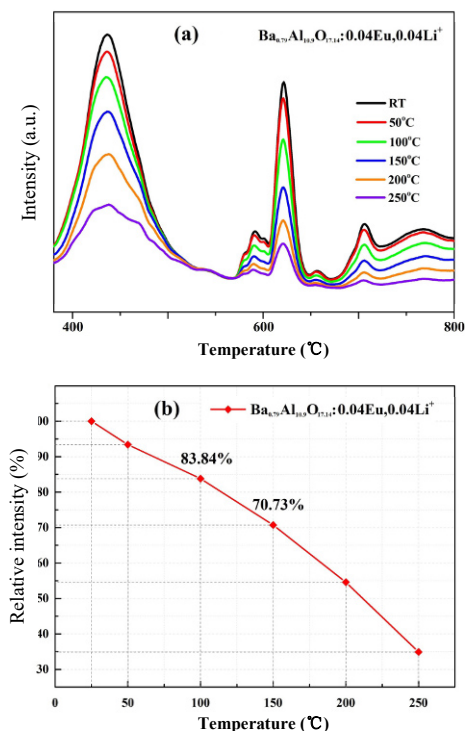 (a)
Ba₀.₇₉Al₁₀.₉O₁₇.₁₄:0.04Eu,0.04Li⁺
Intensity (a.u.)
RT
50°C
100°C
150°C
200°C
250°C
400 600 800
Temperature (℃)
(b)
Ba₀.₇₉Al₁₀.₉O₁₇.₁₄:0.04Eu,0.04Li⁺
Relative intensity (%)
00
90
80
70
60
50
40
30
83.84%
70.73%
0 50 100 150 200 250
Temperature (℃)